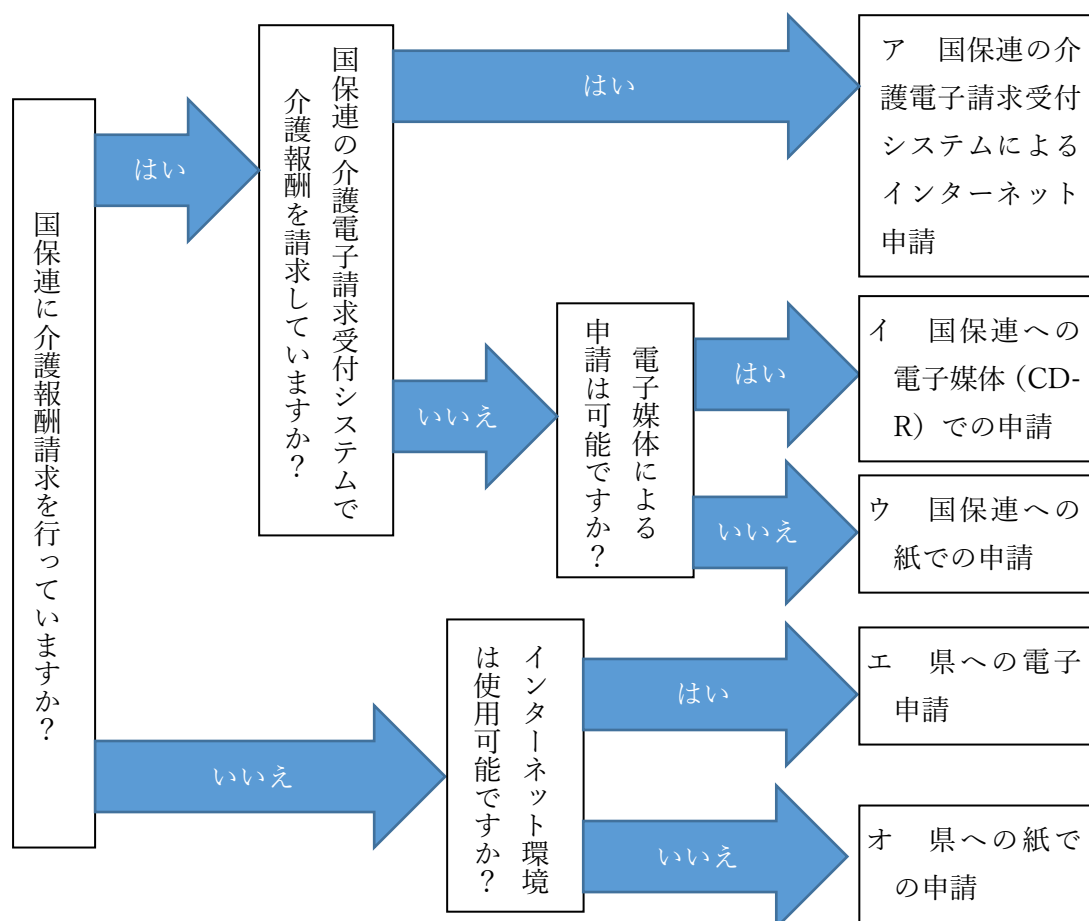 国保連に介護報酬請求を行っていますか？
はい
いいえ
国保連の介護電子請求受付システムで
介護報酬を請求していますか？
はい
いいえ
電子媒体による
申請は可能ですか？
はい
いいえ
インターネット環境
は使用可能ですか？
はい
いいえ
ア　国保連の介
護電子請求受付
システムによる
インターネット
申請
イ　国保連への
電子媒体（CD-
R）での申請
ウ　国保連への
紙での申請
エ　県への電子
申請
オ　県への紙で
の申請